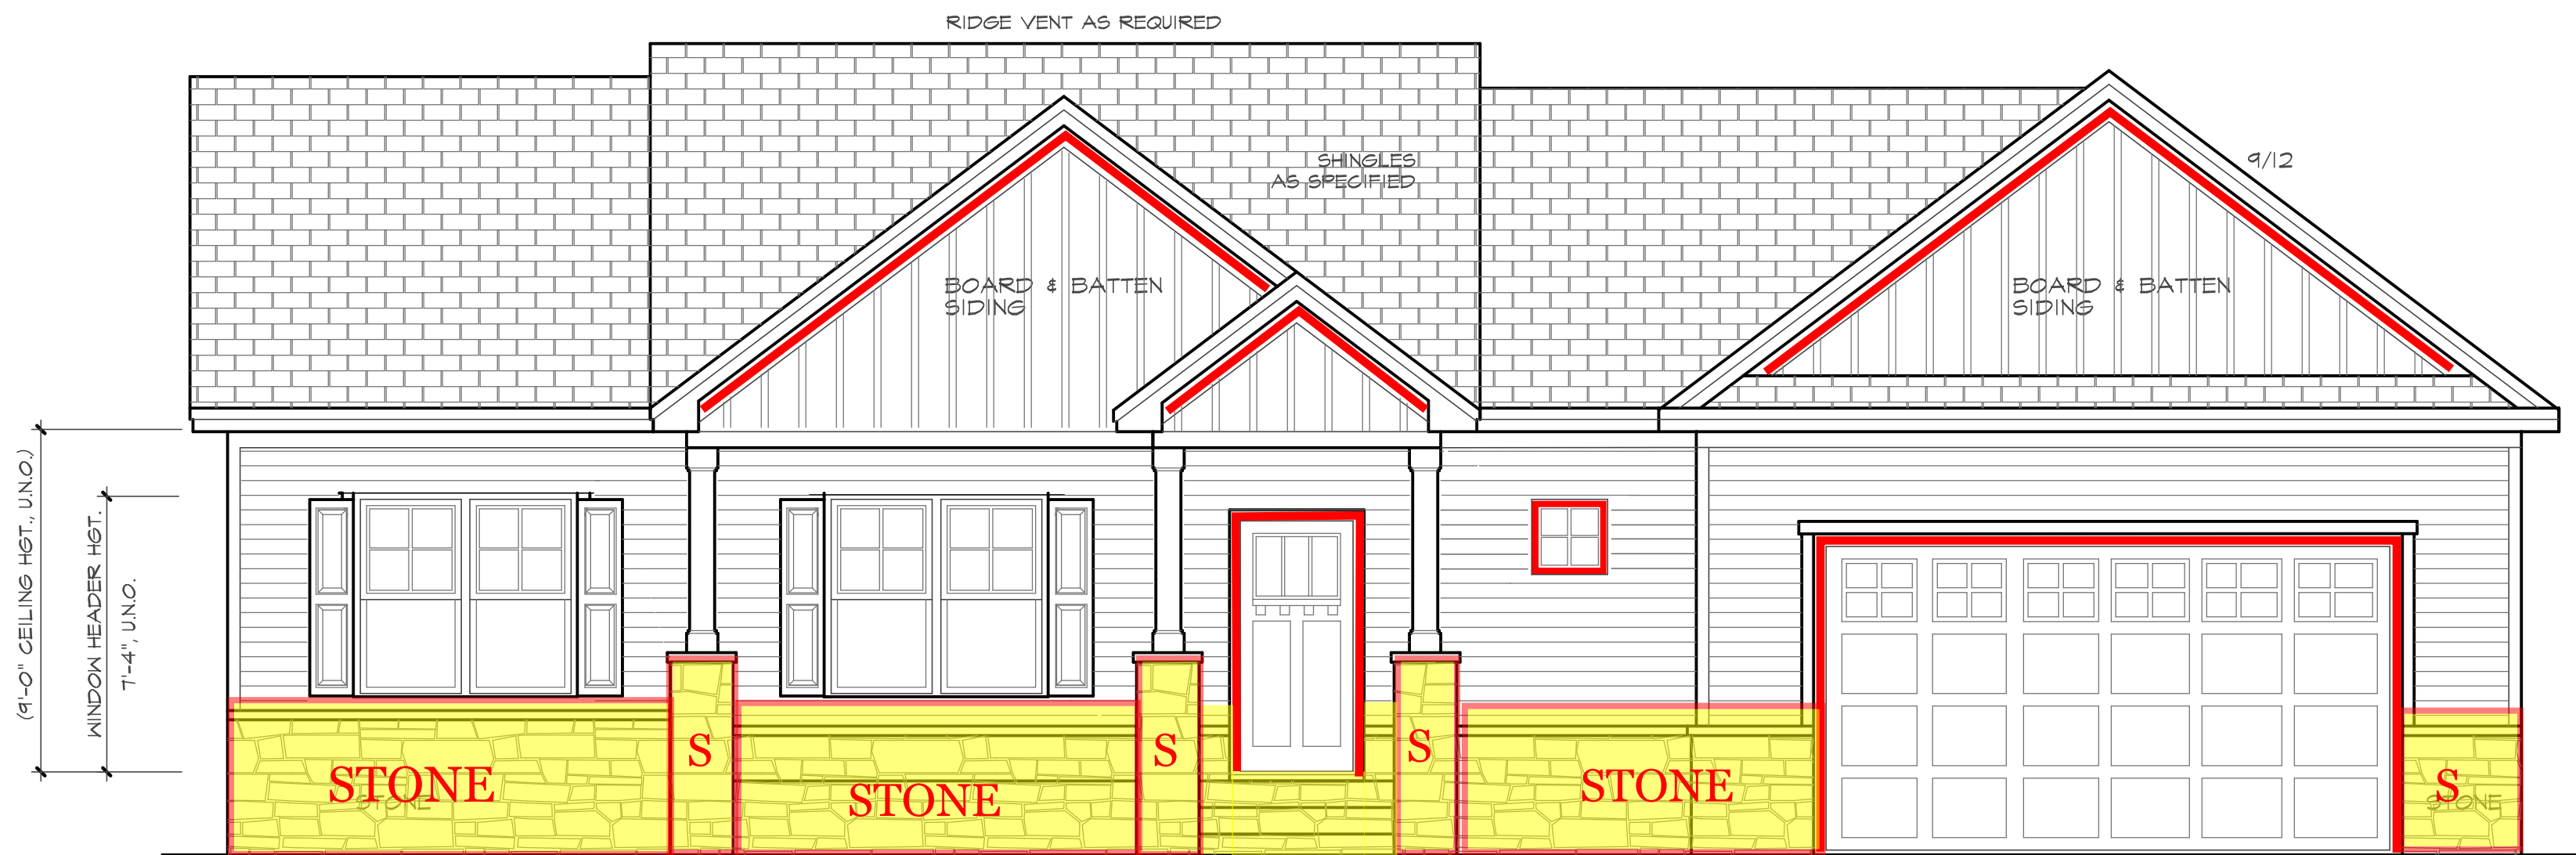 RIDGE VENT AS REQUIRED
SHINGLES
AS SPECIFIED
9/12
BOARD & BATTEN
SIDING
BOARD & BATTEN
SIDING
(9'-0" CEILING HGT., U.N.O.)
WINDOW HEADER HGT.
7'-4", U.N.O.
STONE
STONE
S
STONE
S
S
STONE
S
STONE